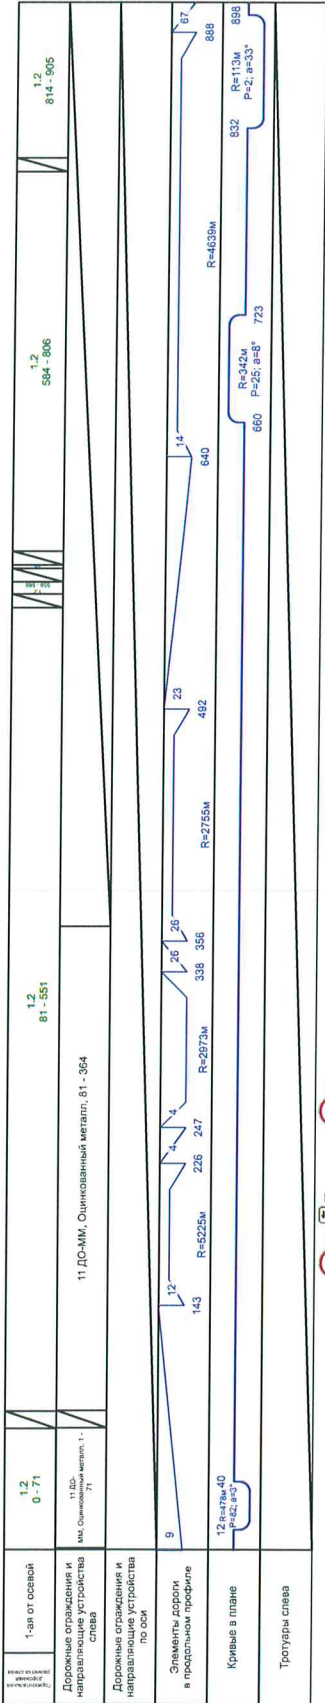 Горизонтальная
дорожная
разметка слева
1-ая от осевой
1.2
0 - 71
1.2
81 - 551
1.2
584 - 806
1.2
814 - 905
Дорожные ограждения и
направляющие устройства
слева
11 ДО-
ММ, Оцинкованный металл, 1 -
71
11 ДО-ММ, Оцинкованный металл, 81 - 364
Дорожные ограждения и
направляющие устройства
по оси
Элементы дороги
в продольном профиле
9
12
143
R=5225м
4
226
4
247
R=2973м
26
338
26
356
R=2755м
23
492
14
640
R=4639м
67
888
Кривые в плане
12 R=478м 40
P=82; a=3°
660
R=342м
P=25; a=8°
723
832
R=113м
P=2; a=33°
898
Тротуары слева